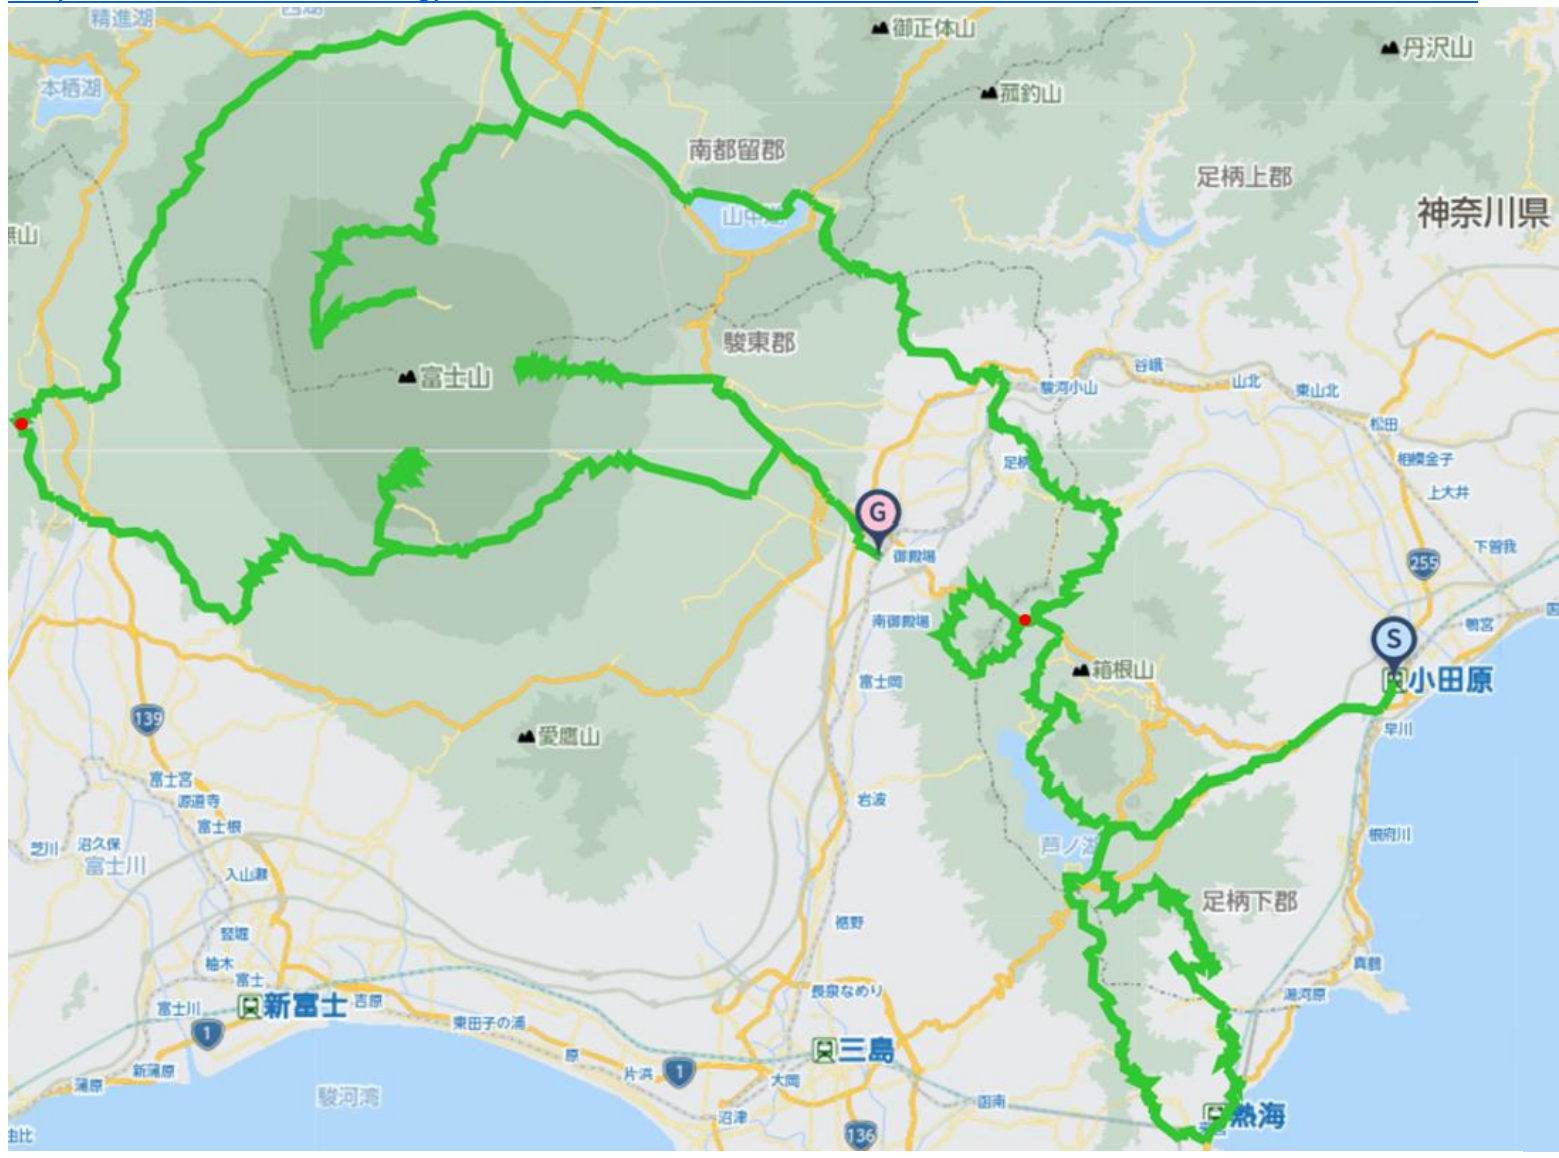 精進湖
御正体山
丹沢山
本栖湖
菰釣山
南都留郡
足柄上郡
神奈川県
山中湖
駿東郡
谷峨
駿河小山
山北
東山北
富士山
松田
足柄
相模金子
上大井
G
御殿場
下曽我
255
南御殿場
鴨宮
S
箱根山
小田原
富士岡
139
愛鷹山
早川
富士宮
源道寺
岩波
富士根
根府川
芝川
沼久保
富士川
芦ノ湖
入山瀬
足柄下郡
裾野
竪堀
柚木
富士
真鶴
長泉なめり
湯河原
新富士
吉原
富士川
1
東田子の浦
三島
原
新蒲原
片浜
1
大岡
蒲原
駿河湾
函南
沼津
熱海
由比
136